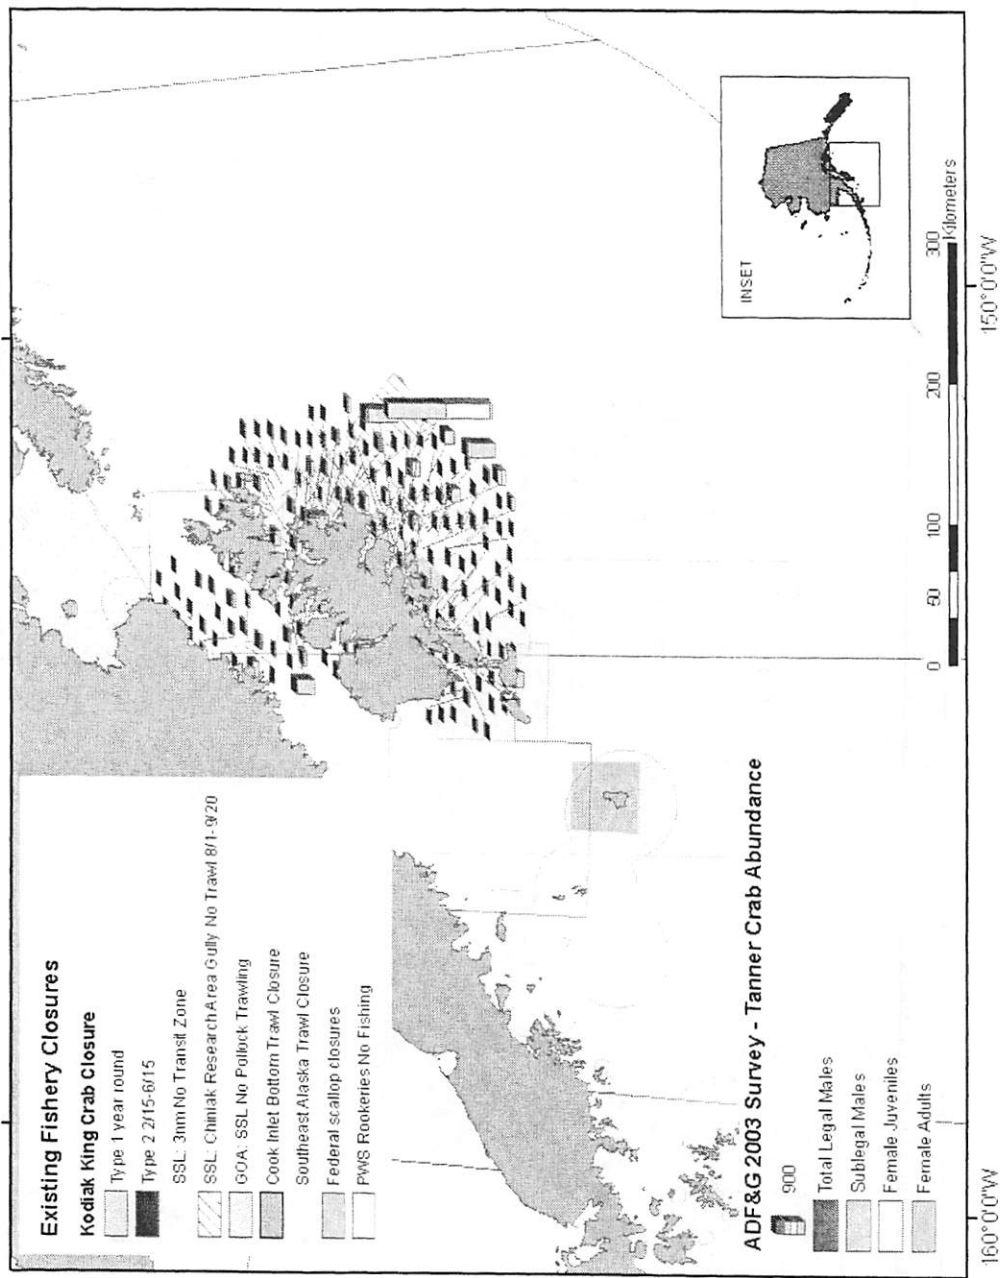 Existing Fishery Closures
Kodiak King Crab Closure
Type 1 year round
Type 2 2/15-6/15
SSL: 3nm No Transit Zone
SSL: Chiniak Research Area Gully No Trawl 8/1-9/20
GOA: SSL No Pollock Trawling
Cook Inlet Bottom Trawl Closure
Southeast Alaska Trawl Closure
Federal scallop closures
PWS Rookeries No Fishing
ADF&G 2003 Survey - Tanner Crab Abundance
900
Total Legal Males
Sublegal Males
Female Juveniles
Female Adults
INSET
0 50 100 200 300
Kilometers
160°0'0"W
150°0'0"W